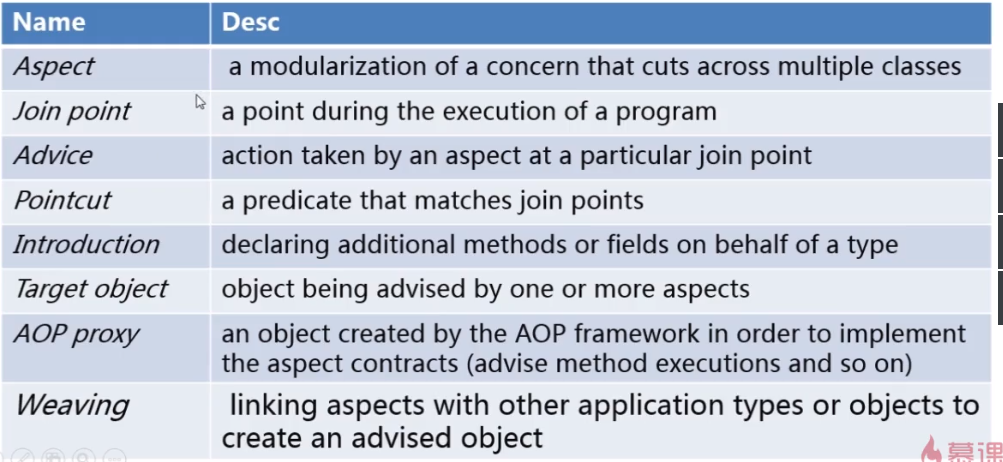 Name Desc
Aspect a modularization of a concern that cuts across multiple classes
Join point a point during the execution of a program
Advice action taken by an aspect at a particular join point
Pointcut a predicate that matches join points
Introduction declaring additional methods or fields on behalf of a type
Target object object being advised by one or more aspects
AOP proxy an object created by the AOP framework in order to implement
the aspect contracts (advise method executions and so on)
Weaving linking aspects with other application types or objects to
create an advised object
慕课